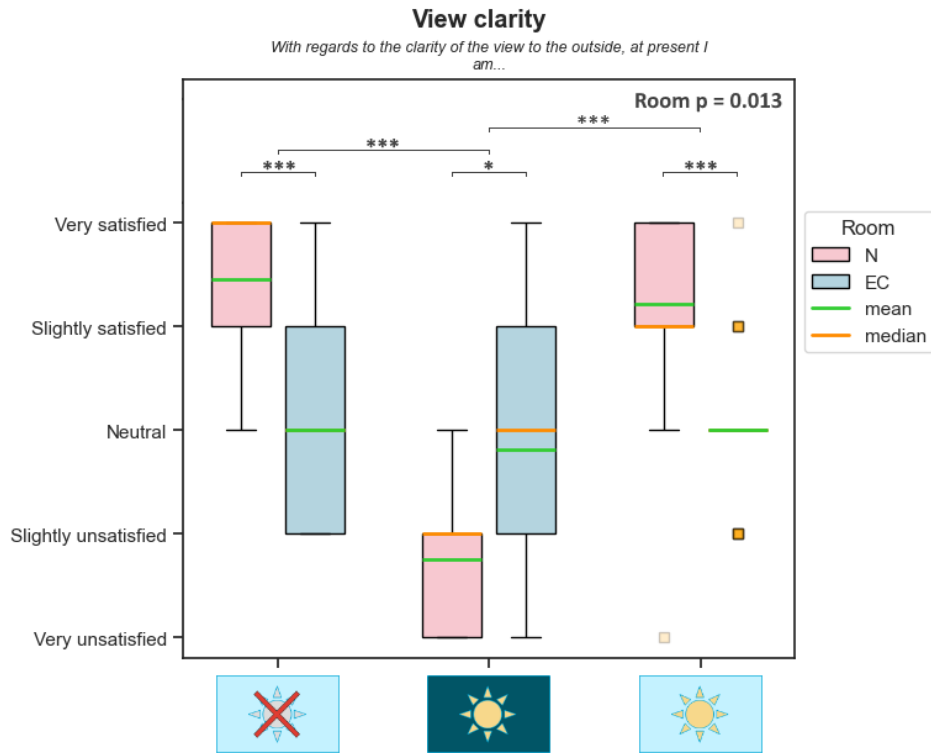 View clarity
With regards to the clarity of the view to the outside, at present I
am...
Room p = 0.013
***
***
***
*
***
Very satisfied
Slightly satisfied
Neutral
Slightly unsatisfied
Very unsatisfied
Room
N
EC
mean
median